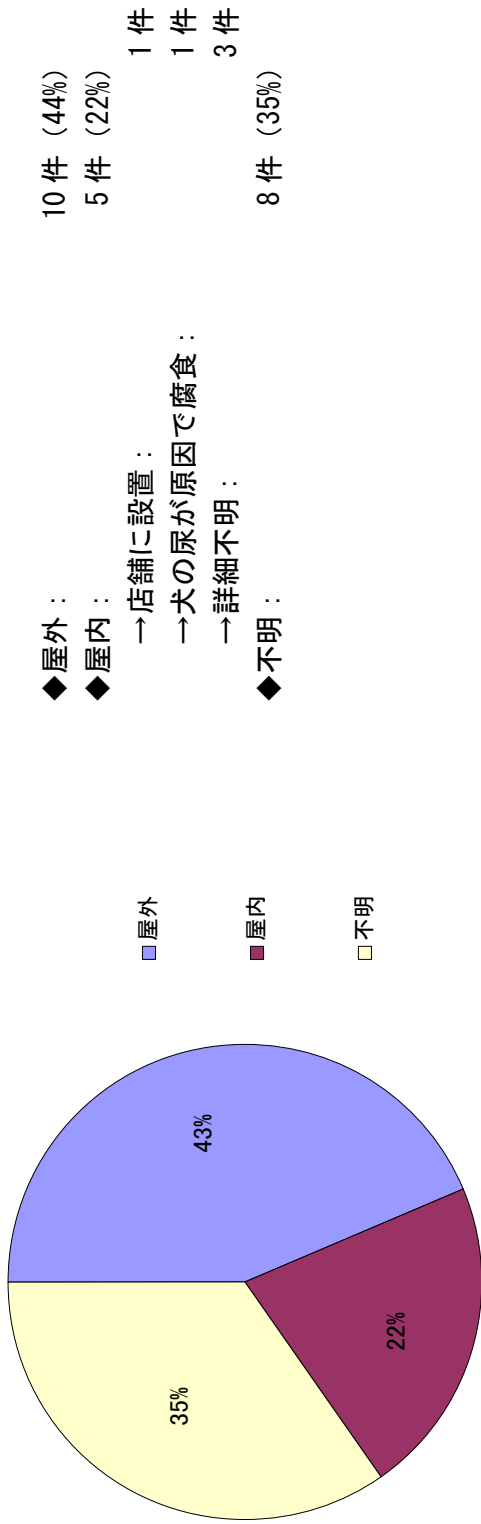 43%
22%
35%
屋外
屋内
不明
◆屋外: 10件 (44%)
◆屋内: 5件 (22%)
→店舗に設置: 1件
→犬の尿が原因で腐食: 1件
→詳細不明: 3件
◆不明: 8件 (35%)